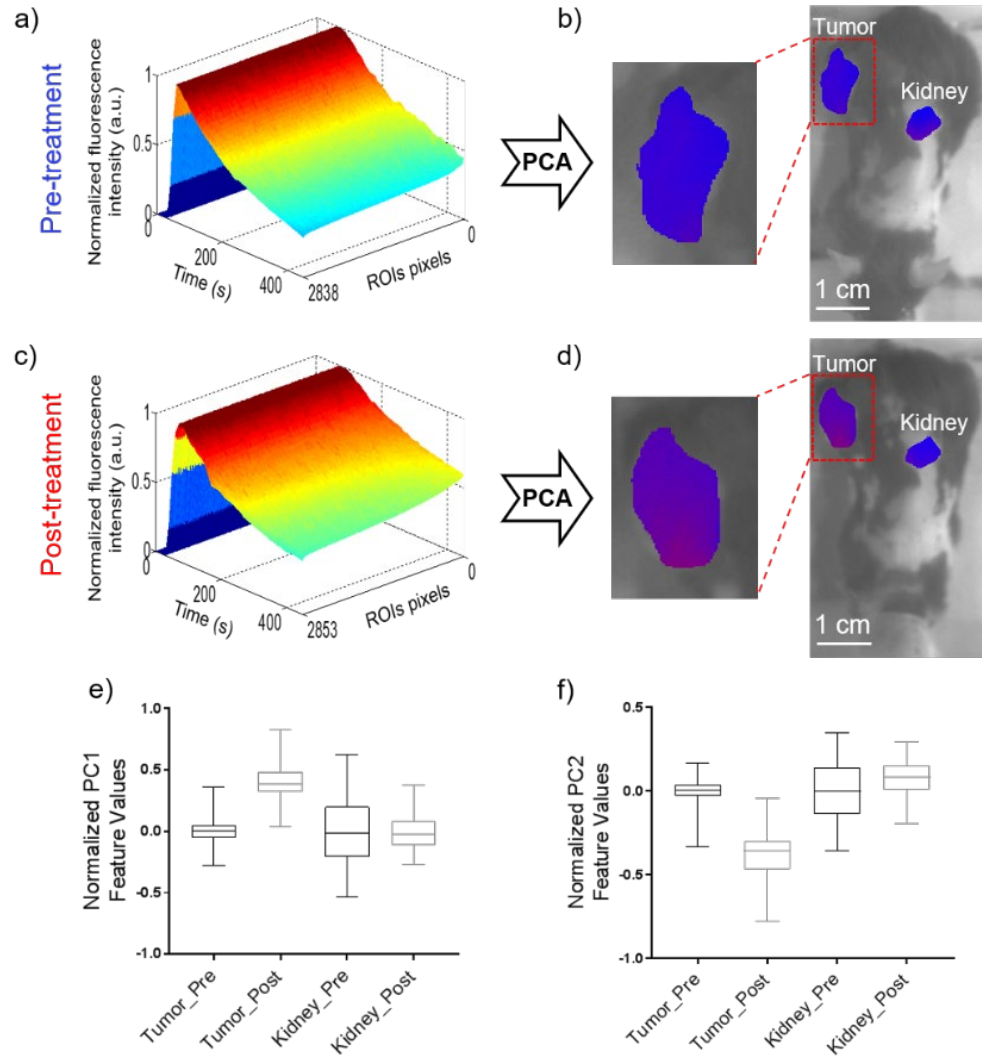 a)
Pre-treatment
Normalized fluorescence
intensity (a.u.)
1
0.5
0
0
200
400
Time (s)
2838
ROIs pixels
0
PCA
b)
Tumor
Kidney
1 cm
c)
Post-treatment
Normalized fluorescence
intensity (a.u.)
1
0.5
0
0
200
400
Time (s)
2853
ROIs pixels
0
PCA
d)
Tumor
Kidney
1 cm
e)
Normalized PC1
Feature Values
1.0
0.5
0.0
-0.5
-1.0
Tumor_Pre
Tumor_Post
Kidney_Pre
Kidney_Post
f)
Normalized PC2
Feature Values
0.5
0.0
-0.5
-1.0
Tumor_Pre
Tumor_Post
Kidney_Pre
Kidney_Post